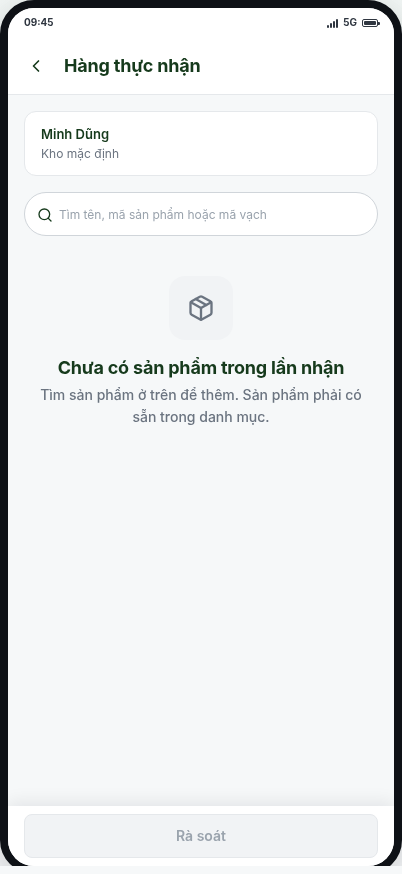 09:45
5G
Hàng thực nhận
Minh Dũng
Kho mặc định
Tìm tên, mã sản phẩm hoặc mã vạch
Chưa có sản phẩm trong lần nhận
Tìm sản phẩm ở trên để thêm. Sản phẩm phải có
sẵn trong danh mục.
Rà soát